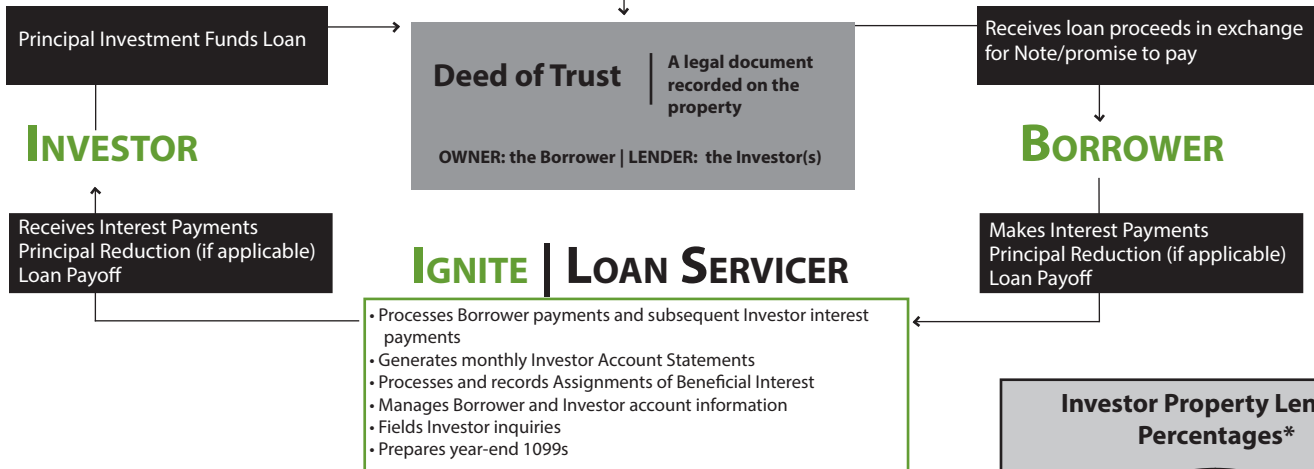 Principal Investment Funds Loan
Deed of Trust
A legal document
recorded on the
property
OWNER: the Borrower | LENDER: the Investor(s)
Receives loan proceeds in exchange
for Note/promise to pay
INVESTOR
BORROWER
Receives Interest Payments
Principal Reduction (if applicable)
Loan Payoff
Makes Interest Payments
Principal Reduction (if applicable)
Loan Payoff
IGNITE | LOAN SERVICER
• Processes Borrower payments and subsequent Investor interest
payments
• Generates monthly Investor Account Statements
• Processes and records Assignments of Beneficial Interest
• Manages Borrower and Investor account information
• Fields Investor inquiries
• Prepares year-end 1099s
Investor Property Len
Percentages*